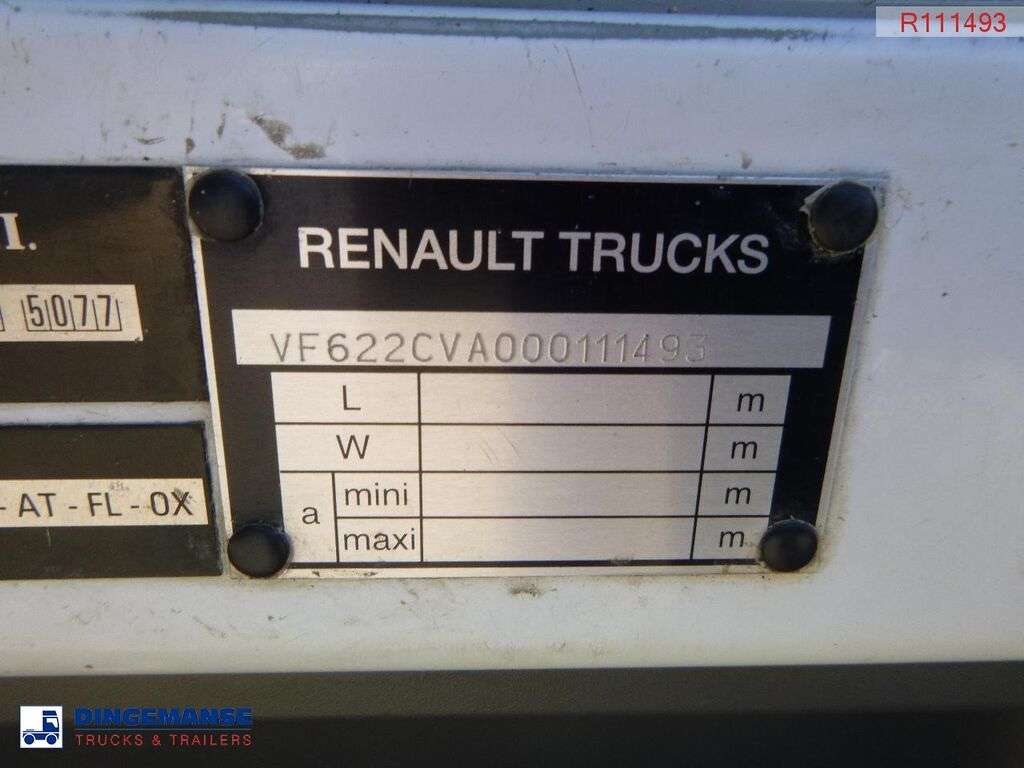 R111493
I.
5077
- AT - FL - OX
RENAULT TRUCKS
VF622CVA000111493
L m
W m
a mini m
maxi m
DINGEMANSE
TRUCKS & TRAILERS